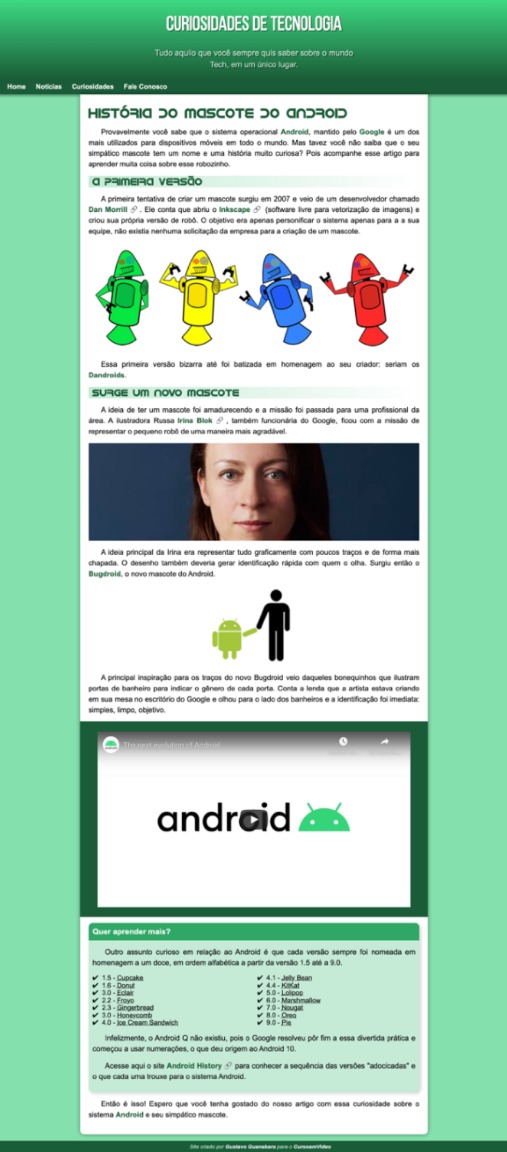 CURIOSIDADES DE TECNOLOGIA
Tudo aquilo que você sempre quis saber sobre o mundo
Tech, em um único lugar.
Home Notícias Curiosidades Fale Conosco
HISTÓRIA DO MASCOTE DO ANDROID
Provavelmente você sabe que o sistema operacional Android, mantido pelo Google é um dos
mais utilizados para dispositivos móveis em todo o mundo. Mas tavez você não saiba que o seu
simpático mascote tem um nome e uma história muito curiosa? Pois acompanhe esse artigo para
aprender muita coisa sobre esse robozinho.
A PRIMEIRA VERSÃO
A primeira tentativa de criar um mascote surgiu em 2007 e veio de um desenvolvedor chamado
Dan Morrill 🔗 . Ele conta que abriu o Inkscape 🔗 (software livre para vetorização de imagens) e
criou sua própria versão de robô. O objetivo era apenas personificar o sistema apenas para a a sua
equipe, não existia nenhuma solicitação da empresa para a criação de um mascote.
Essa primeira versão bizarra até foi batizada em homenagem ao seu criador: seriam os
Dandroids.
SURGE UM NOVO MASCOTE
A ideia de ter um mascote foi amadurecendo e a missão foi passada para uma profissional da
área. A ilustradora Russa Irina Blok 🔗 , também funcionária do Google, ficou com a missão de
representar o pequeno robô de uma maneira mais agradável.
A ideia principal da Irina era representar tudo graficamente com poucos traços e de forma mais
chapada. O desenho também deveria gerar identificação rápida com quem o olha. Surgiu então o
Bugdroid, o novo mascote do Android.
A principal inspiração para os traços do novo Bugdroid veio daqueles bonequinhos que ilustram
portas de banheiro para indicar o gênero de cada porta. Conta a lenda que a artista estava criando
em sua mesa no escritório do Google e olhou para o lado dos banheiros e a identificação foi imediata:
simples, limpo, objetivo.
The next evolution of Android
android
Quer aprender mais?
Outro assunto curioso em relação ao Android é que cada versão sempre foi nomeada em
homenagem a um doce, em ordem alfabética a partir da versão 1.5 até a 9.0.
✔ 1.5 - Cupcake
✔ 1.6 - Donut
✔ 3.0 - Eclair
✔ 2.2 - Froyo
✔ 2.3 - Gingerbread
✔ 3.0 - Honeycomb
✔ 4.0 - Ice Cream Sandwich
✔ 4.1 - Jelly Bean
✔ 4.4 - KitKat
✔ 5.0 - Lolipop
✔ 6.0 - Marshmallow
✔ 7.0 - Nougat
✔ 8.0 - Oreo
✔ 9.0 - Pie
Infelizmente, o Android Q não existiu, pois o Google resolveu pôr fim a essa divertida prática e
começou a usar numerações, o que deu origem ao Android 10.
Acesse aqui o site Android History 🔗 para conhecer a sequência das versões "adocicadas" e
o que cada uma trouxe para o sistema Android.
Então é isso! Espero que você tenha gostado do nosso artigo com essa curiosidade sobre o
sistema Android e seu simpático mascote.
Site criado por Gustavo Guanabara para o CursoemVídeo